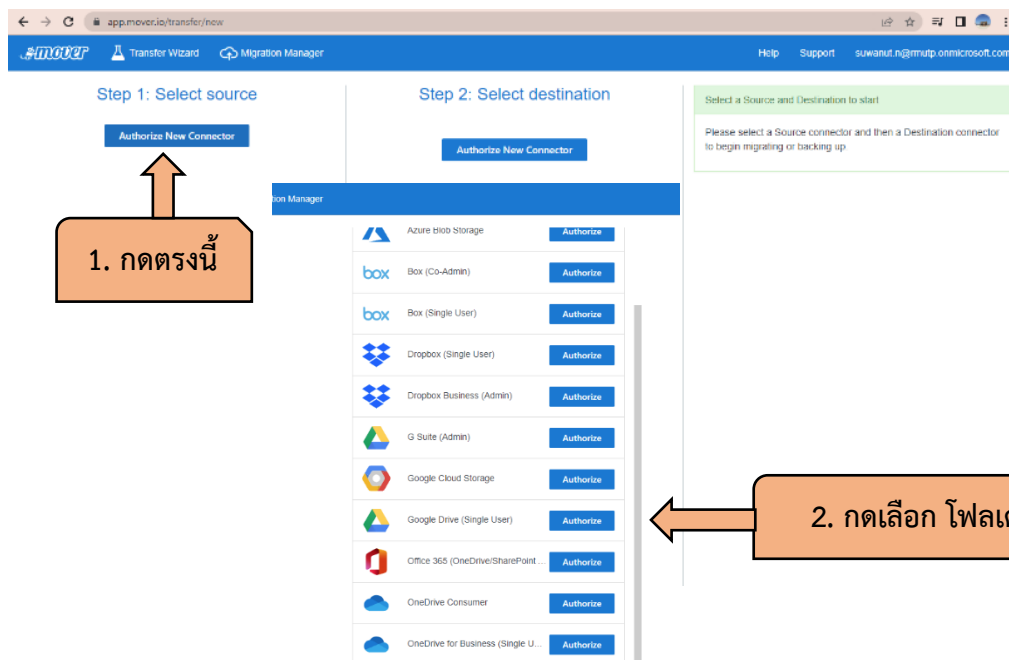 app.mover.io/transfer/new
mover Transfer Wizard Migration Manager Help Support suwanut.n@rmutp.onmicrosoft.com
Step 1: Select source
Authorize New Connector
Step 2: Select destination
Authorize New Connector
Select a Source and Destination to start
Please select a Source connector and then a Destination connector
to begin migrating or backing up
1. กดตรงนี้
tion Manager
Azure Blob Storage Authorize
box Box (Co-Admin) Authorize
box Box (Single User) Authorize
Dropbox (Single User) Authorize
Dropbox Business (Admin) Authorize
G Suite (Admin) Authorize
Google Cloud Storage Authorize
Google Drive (Single User) Authorize
2. กดเลือก
Office 365 (OneDrive/SharePoint ... Authorize
OneDrive Consumer Authorize
OneDrive for Business (Single U... Authorize